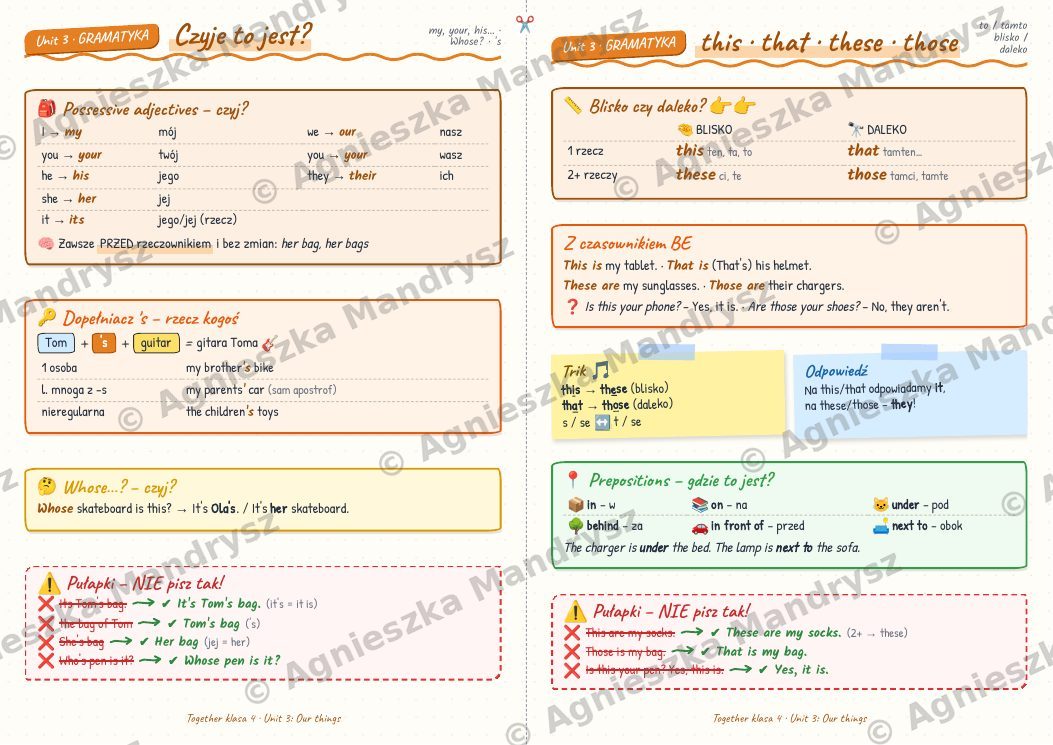 Unit 3 · GRAMATYKA
Czyje to jest?
my, your, his... ·
Whose? · 's
Possessive adjectives – czyj?
I → my mój we → our nasz
you → your twój you → your wasz
he → his jego they → their ich
she → her jej
it → its jego/jej (rzecz)
Zawsze PRZED rzeczownikiem i bez zmian: her bag, her bags
Dopełniacz 's – rzecz kogoś
Tom + 's + guitar = gitara Toma
1 osoba my brother's bike
l. mnoga z –s my parents' car (sam apostrof)
nieregularna the children's toys
Whose...? – czyj?
Whose skateboard is this? → It's Ola's. / It's her skateboard.
Pułapki – NIE pisz tak!
Its Tom's bag. → ✔ It's Tom's bag. (it's = it is)
the bag of Tom → ✔ Tom's bag ('s)
She's bag → ✔ Her bag (jej = her)
Who's pen is it? → ✔ Whose pen is it?
Together klasa 4 · Unit 3: Our things
Unit 3 · GRAMATYKA
this · that · these · those
to / tamto
blisko /
daleko
Blisko czy daleko?
BLISKO DALEKO
1 rzecz this ten, ta, to that tamten...
2+ rzeczy these ci, te those tamci, tamte
Z czasownikiem BE
This is my tablet. · That is (That's) his helmet.
These are my sunglasses. · Those are their chargers.
Is this your phone? – Yes, it is. · Are those your shoes? – No, they aren't.
Trik
this → these (blisko)
that → those (daleko)
s / se ↔ t / se
Odpowiedź
Na this/that odpowiadamy it,
na these/those – they!
Prepositions – gdzie to jest?
in – w on – na under – pod
behind – za in front of – przed next to – obok
The charger is under the bed. The lamp is next to the sofa.
Pułapki – NIE pisz tak!
This are my socks. → ✔ These are my socks. (2+ → these)
Those is my bag. → ✔ That is my bag.
Is this your pen? Yes, this is. → ✔ Yes, it is.
Together klasa 4 · Unit 3: Our things
© Agnieszka Mandrysz